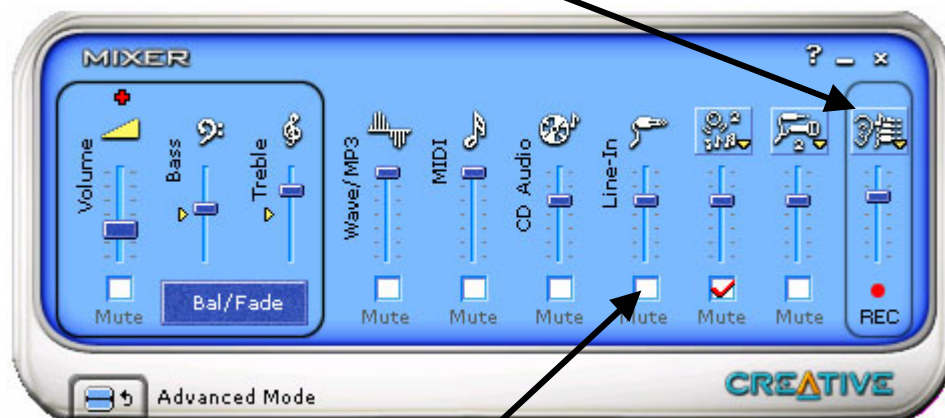 MIXER
? _ x
Volume
Bass
Treble
Wave/MP3
MIDI
CD Audio
Line-In
Bal/Fade
Mute
Mute
Mute
Mute
Mute
Mute
Mute
REC
Advanced Mode
CREATIVE